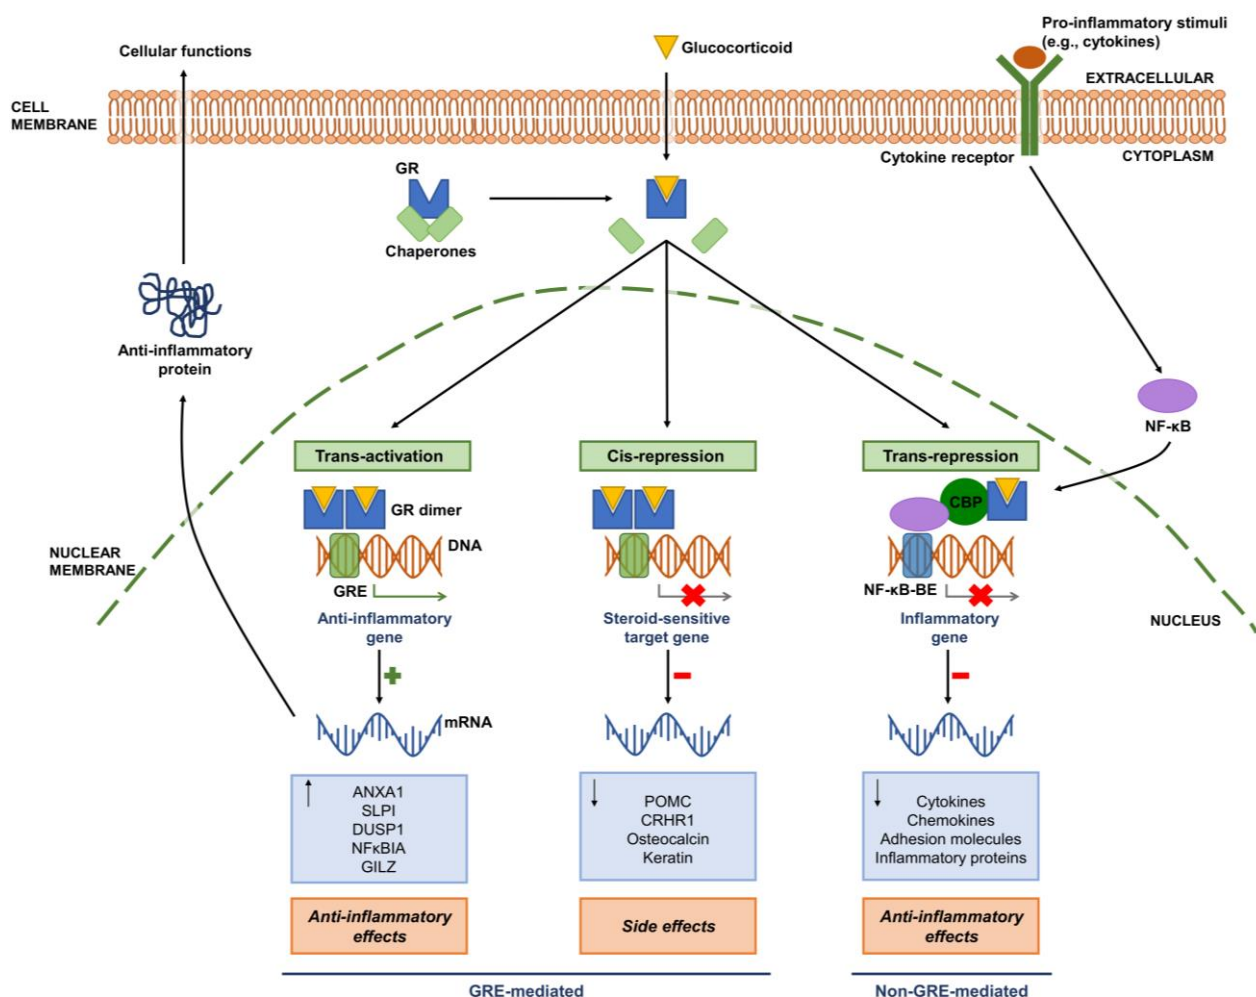 Pro-inflammatory stimuli
(e.g., cytokines)
Cellular functions
Glucocorticoid
EXTRACELLULAR
CELL
MEMBRANE
Cytokine receptor
CYTOPLASM
GR
Chaperones
Anti-inflammatory
protein
NF-κB
Trans-activation
Cis-repression
Trans-repression
CBP
GR dimer
DNA
NUCLEAR
MEMBRANE
GRE
NF-κB-BE
Anti-inflammatory
gene
Steroid-sensitive
target gene
Inflammatory
gene
NUCLEUS
mRNA
ANXA1
SLPI
DUSP1
NFκBIA
GILZ
POMC
CRHR1
Osteocalcin
Keratin
Cytokines
Chemokines
Adhesion molecules
Inflammatory proteins
Anti-inflammatory
effects
Side effects
Anti-inflammatory
effects
GRE-mediated
Non-GRE-mediated